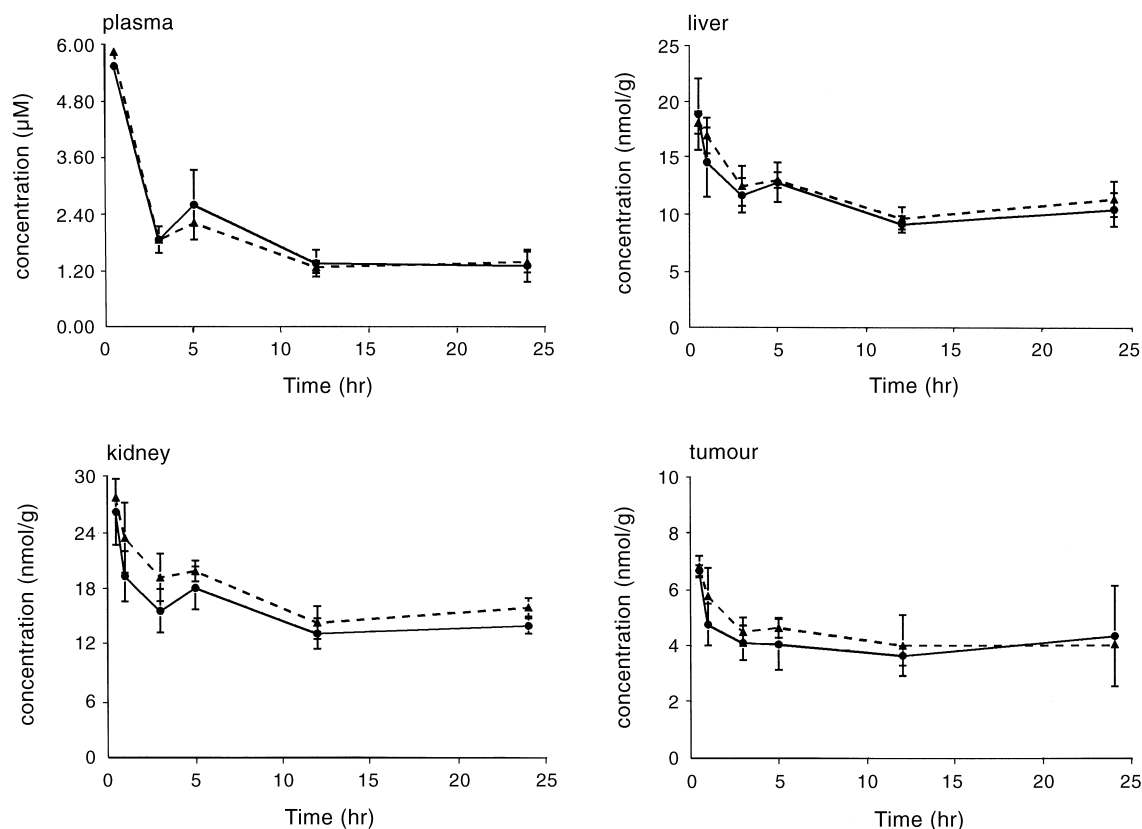 plasma
concentration (µM)
6.00
4.80
3.60
2.40
1.20
0.00
0 5 10 15 20 25
Time (hr)
liver
concentration (nmol/g)
25
20
15
10
5
0
0 5 10 15 20 25
Time (hr)
kidney
concentration (nmol/g)
30
24
18
12
6
0
0 5 10 15 20 25
Time (hr)
tumour
concentration (nmol/g)
10
8
6
4
2
0
0 5 10 15 20 25
Time (hr)